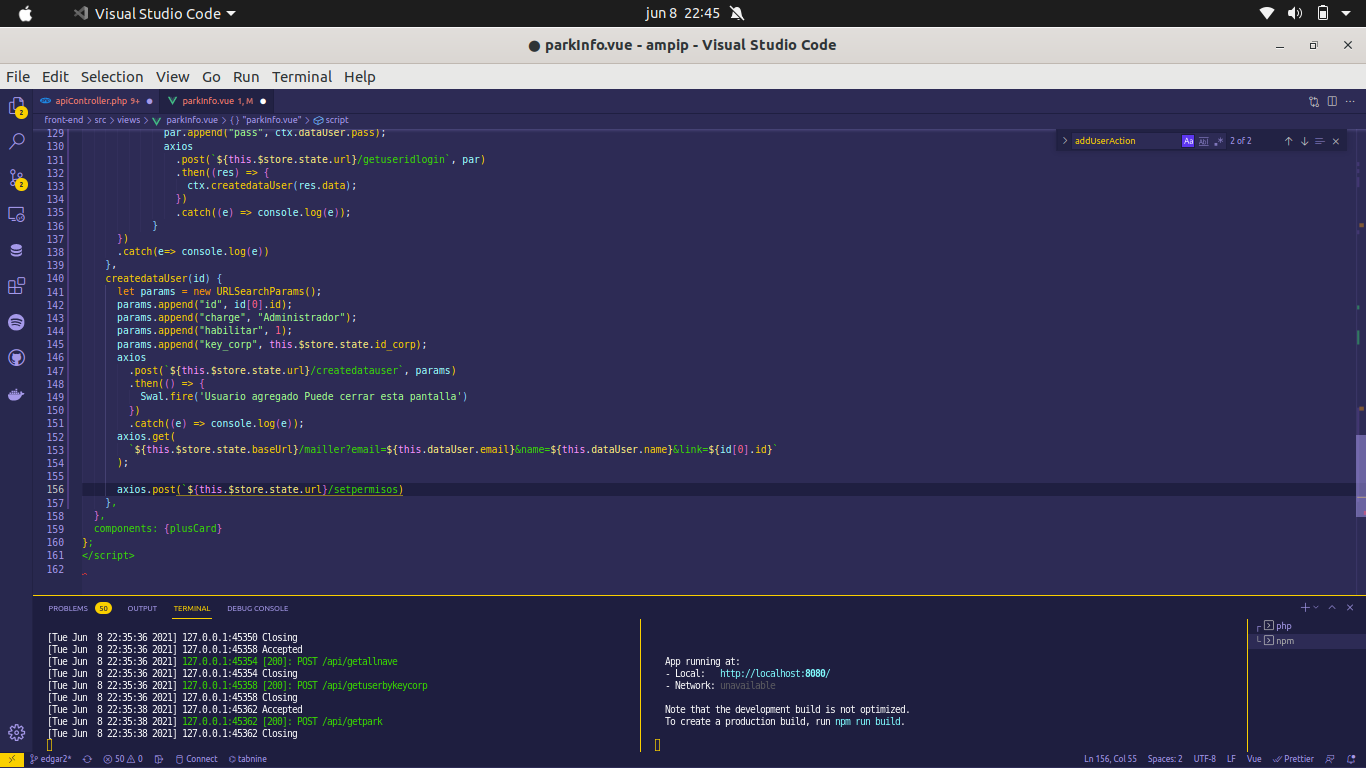 Visual Studio Code
jun 8 22:45
● parkInfo.vue - ampip - Visual Studio Code
File Edit Selection View Go Run Terminal Help
apiController.php 9+ ●
parkInfo.vue 1, M ●
front-end > src > views > parkInfo.vue > {} "parkInfo.vue" > script
addUserAction
2 of 2
129 par.append("pass", ctx.dataUser.pass);
130 axios
131 .post(`${this.$store.state.url}/getuseridlogin`, par)
132 .then((res) => {
133 ctx.createdataUser(res.data);
134 })
135 .catch((e) => console.log(e));
136 }
137 })
138 .catch(e=> console.log(e))
139 },
140 createdataUser(id) {
141 let params = new URLSearchParams();
142 params.append("id", id[0].id);
143 params.append("charge", "Administrador");
144 params.append("habilitar", 1);
145 params.append("key_corp", this.$store.state.id_corp);
146 axios
147 .post(`${this.$store.state.url}/createdatauser`, params)
148 .then(() => {
149 Swal.fire('Usuario agregado Puede cerrar esta pantalla')
150 })
151 .catch((e) => console.log(e));
152 axios.get(
153 `${this.$store.state.baseUrl}/mailler?email=${this.dataUser.email}&name=${this.dataUser.name}&link=${id[0].id}`
154 );
155
156 axios.post(`${this.$store.state.url}/setpermisos)
157 },
158 },
159 components: {plusCard}
160 };
161 </script>
162
PROBLEMS 50 OUTPUT TERMINAL DEBUG CONSOLE
[Tue Jun 8 22:35:36 2021] 127.0.0.1:45350 Closing
[Tue Jun 8 22:35:36 2021] 127.0.0.1:45358 Accepted
[Tue Jun 8 22:35:36 2021] 127.0.0.1:45354 [200]: POST /api/getallnave
[Tue Jun 8 22:35:36 2021] 127.0.0.1:45354 Closing
[Tue Jun 8 22:35:36 2021] 127.0.0.1:45358 [200]: POST /api/getuserbykeycorp
[Tue Jun 8 22:35:36 2021] 127.0.0.1:45358 Closing
[Tue Jun 8 22:35:38 2021] 127.0.0.1:45362 Accepted
[Tue Jun 8 22:35:38 2021] 127.0.0.1:45362 [200]: POST /api/getpark
[Tue Jun 8 22:35:38 2021] 127.0.0.1:45362 Closing
App running at:
- Local: http://localhost:8080/
- Network: unavailable
Note that the development build is not optimized.
To create a production build, run npm run build.
php
npm
edgar2* 50 0 Connect tabnine
Ln 156, Col 55 Spaces: 2 UTF-8 LF Vue Prettier